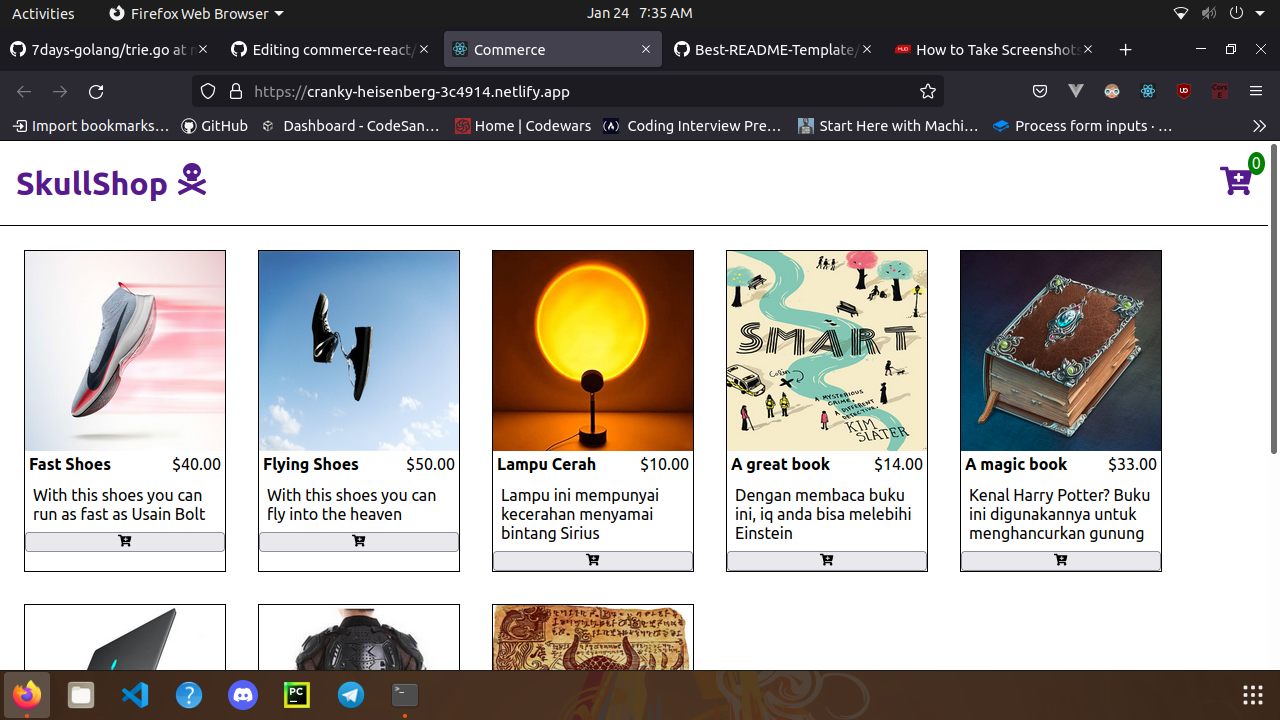 Activities
Firefox Web Browser
Jan 24 7:35 AM
7days-golang/trie.go at
Editing commerce-react/
Commerce
Best-README-Template/
How to Take Screenshots
https://cranky-heisenberg-3c4914.netlify.app
Import bookmarks…
GitHub
Dashboard - CodeSan…
Home | Codewars
Coding Interview Pre…
Start Here with Machi…
Process form inputs · …
SkullShop
0
SMART
Colin
A MYSTERIOUS
CRIME,
A DIFFERENT
DETECTIVE.
KIM
SLATER
Fast Shoes $40.00
With this shoes you can
run as fast as Usain Bolt
Flying Shoes $50.00
With this shoes you can
fly into the heaven
Lampu Cerah $10.00
Lampu ini mempunyai
kecerahan menyamai
bintang Sirius
A great book $14.00
Dengan membaca buku
ini, iq anda bisa melebihi
Einstein
A magic book $33.00
Kenal Harry Potter? Buku
ini digunakannya untuk
menghancurkan gunung
PC